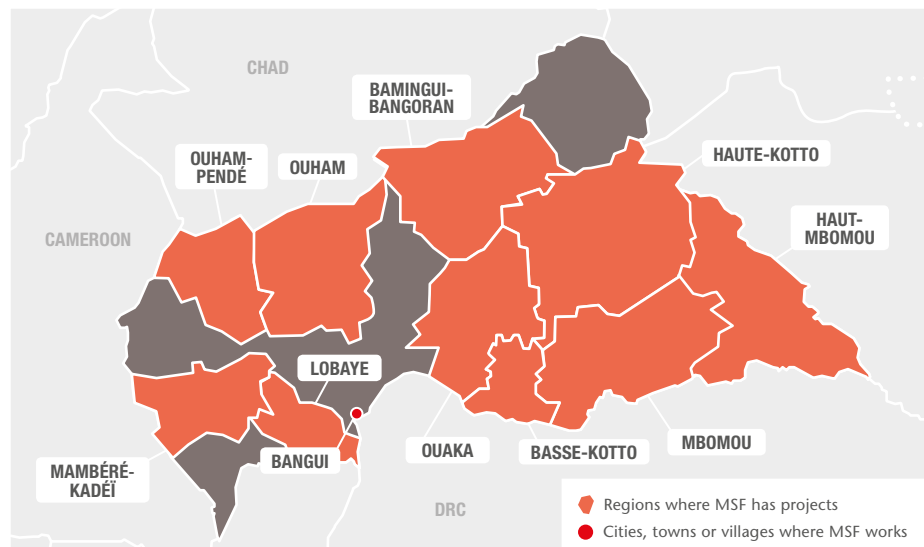 CHAD
BAMINGUI-
BANGORAN
OUHAM-
PENDÉ
OUHAM
HAUTE-KOTTO
HAUT-
MBOMOU
CAMEROON
LOBAYE
MAMBÉRÉ-
KADÉÏ
BANGUI
OUAKA
BASSE-KOTTO
MBOMOU
DRC
Regions where MSF has projects
Cities, towns or villages where MSF works